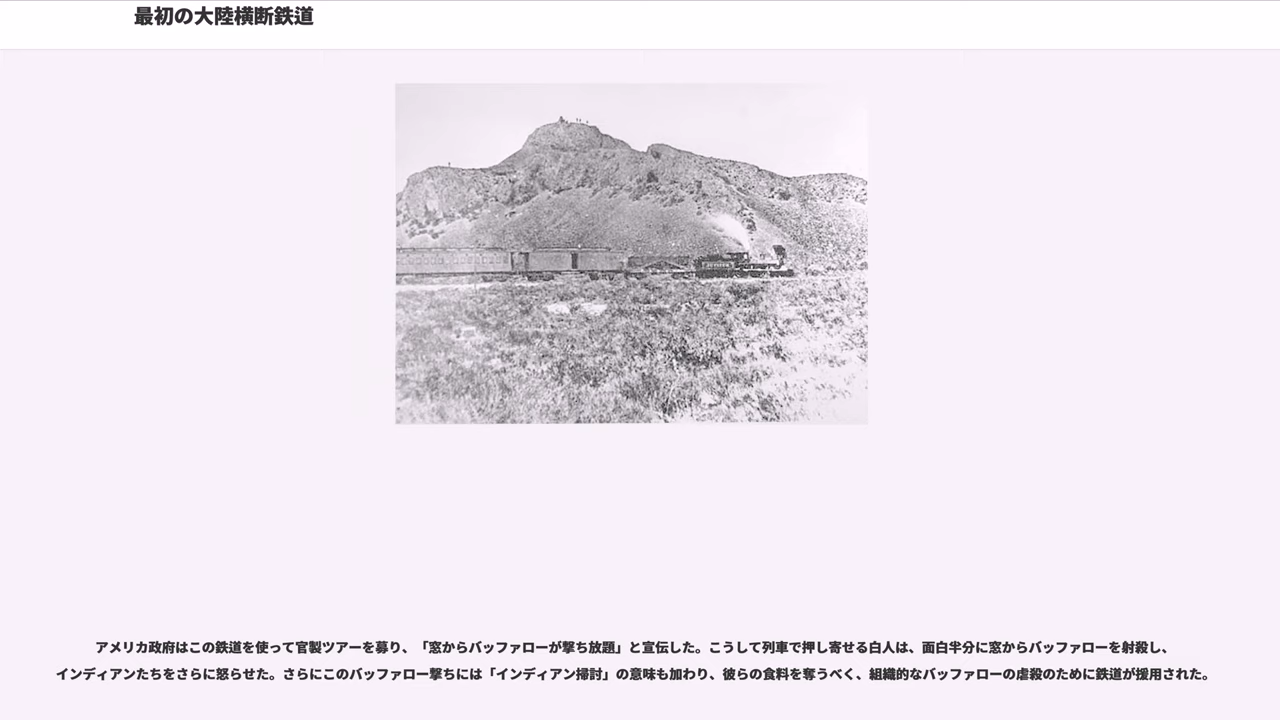 最初の大陸横断鉄道
アメリカ政府はこの鉄道を使って官製ツアーを募り、「窓からバッファローが撃ち放題」と宣伝した。こうして列車で押し寄せる白人は、面白半分に窓からバッファローを射殺し、
インディアンたちをさらに怒らせた。さらにこのバッファロー撃ちには「インディアン掃討」の意味も加わり、彼らの食料を奪うべく、組織的なバッファローの虐殺のために鉄道が援用された。